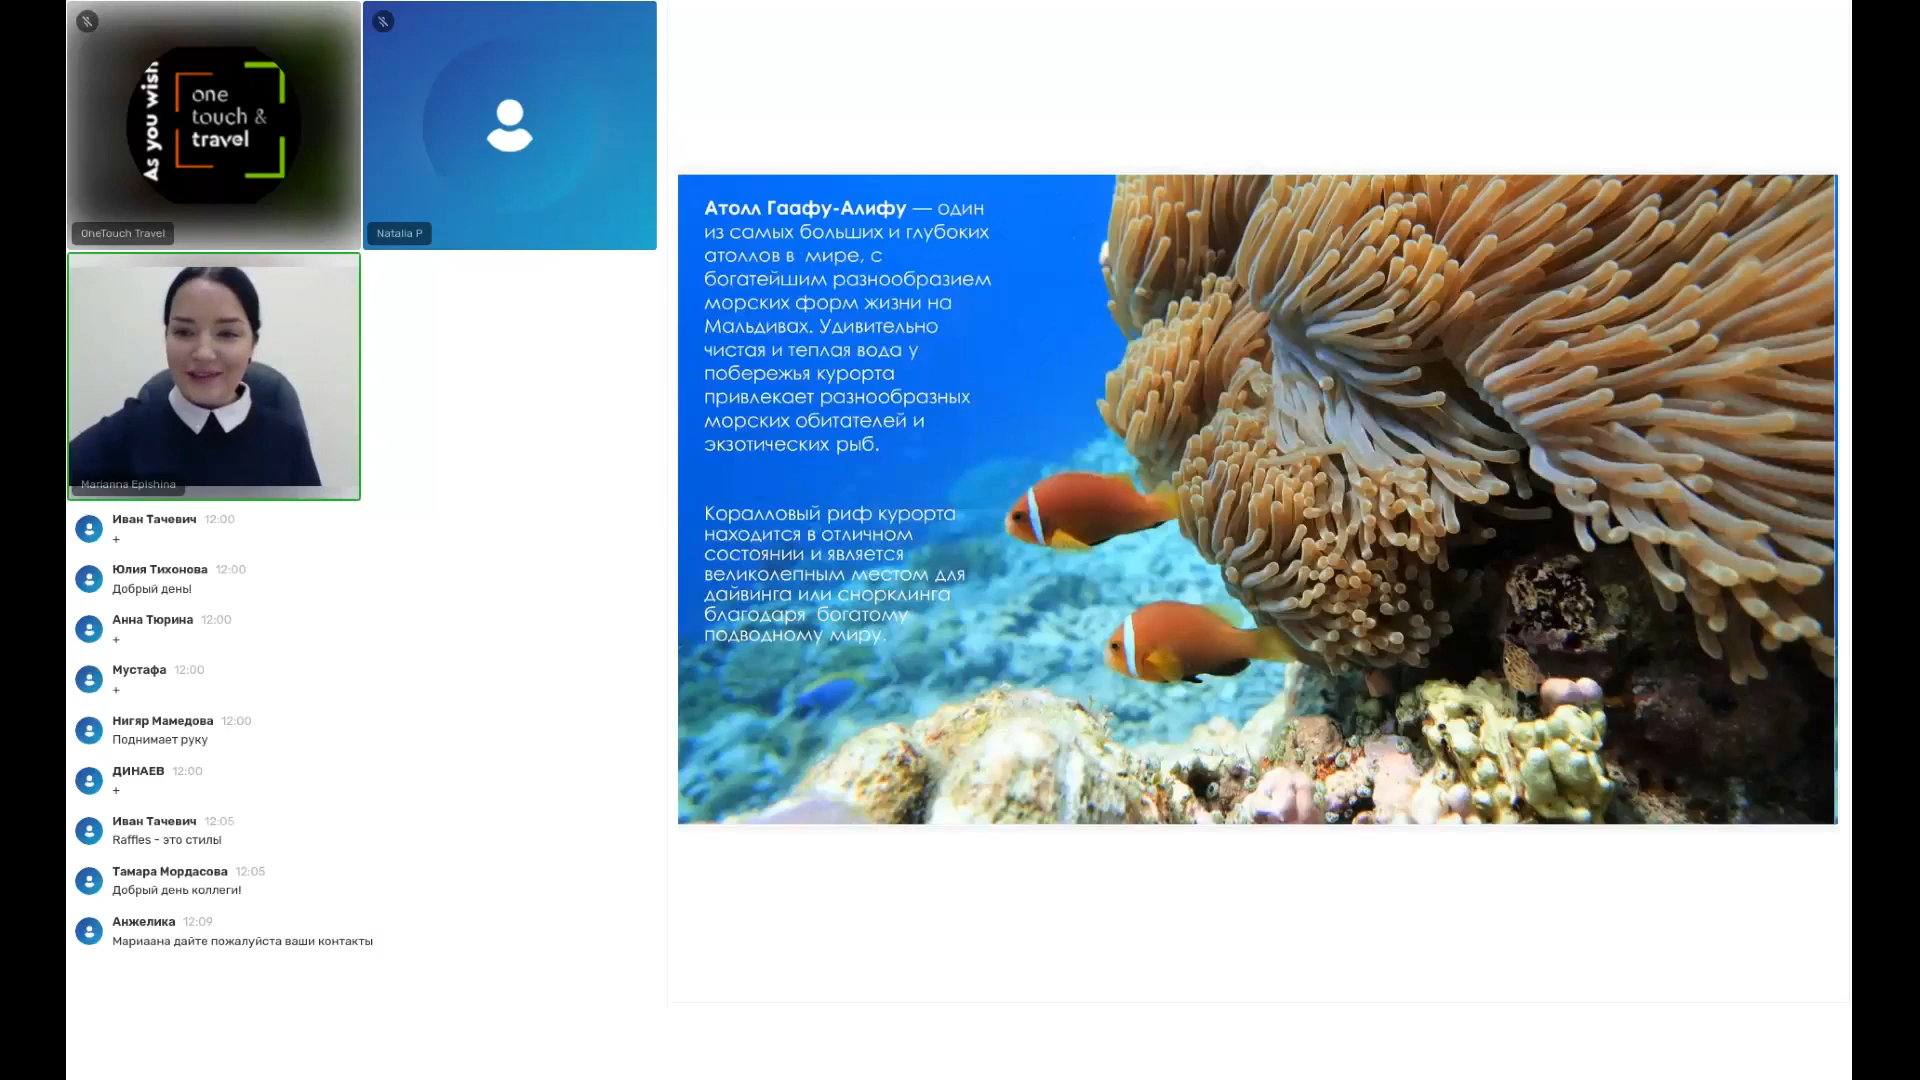 As you wish
one
touch &
travel
OneTouch Travel
Natalia P
Marianna Epishina
Иван Тачевич 12:00
+
Юлия Тихонова 12:00
Добрый день!
Анна Тюрина 12:00
+
Мустафа 12:00
+
Нигяр Мамедова 12:00
Поднимает руку
ДИНАЕВ 12:00
+
Иван Тачевич 12:05
Raffles - это стиль!
Тамара Мордасова 12:05
Добрый день коллеги!
Анжелика 12:09
Мариаана дайте пожалуйста ваши контакты
Атолл Гаафу-Алифу — один
из самых больших и глубоких
атоллов в мире, с
богатейшим разнообразием
морских форм жизни на
Мальдивах. Удивительно
чистая и теплая вода у
побережья курорта
привлекает разнообразных
морских обитателей и
экзотических рыб.
Коралловый риф курорта
находится в отличном
состоянии и является
великолепным местом для
дайвинга или снорклинга
благодаря богатому
подводному миру.